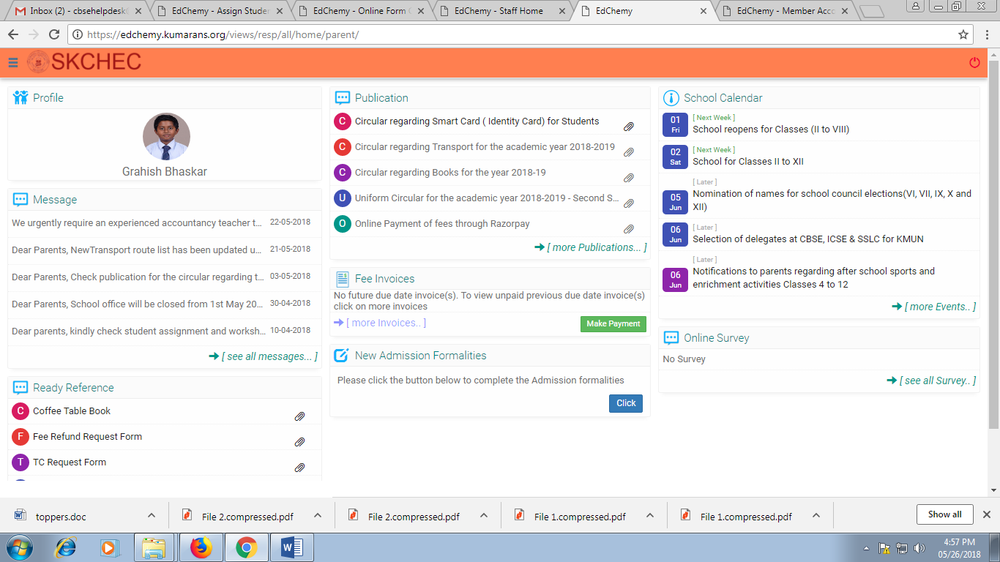 Inbox (2) - cbsehelpdesk
EdChemy - Assign Studen
EdChemy - Online Form
EdChemy - Staff Home
EdChemy
EdChemy - Member Acc
https://edchemy.kumarans.org/views/resp/all/home/parent/
SKCHEC
Profile
Grahish Bhaskar
Message
We urgently require an experienced accountancy teacher t... 22-05-2018
Dear Parents, NewTransport route list has been updated u... 21-05-2018
Dear Parents, Check publication for the circular regarding t... 03-05-2018
Dear Parents, School office will be closed from 1st May 20... 30-04-2018
Dear parents, kindly check student assignment and worksh... 10-04-2018
[ see all messages... ]
Ready Reference
C Coffee Table Book
F Fee Refund Request Form
T TC Request Form
Publication
C Circular regarding Smart Card ( Identity Card) for Students
C Circular regarding Transport for the academic year 2018-2019
C Circular regarding Books for the year 2018-19
U Uniform Circular for the academic year 2018-2019 - Second S...
O Online Payment of fees through Razorpay
[ more Publications... ]
Fee Invoices
No future due date invoice(s). To view unpaid previous due date invoice(s)
click on more invoices
[ more Invoices.. ]
Make Payment
New Admission Formalities
Please click the button below to complete the Admission formalities
Click
School Calendar
01 Fri
[ Next Week ]
School reopens for Classes (II to VIII)
02 Sat
[ Next Week ]
School for Classes II to XII
05 Jun
[ Later ]
Nomination of names for school council elections(VI, VII, IX, X and
XII)
06 Jun
[ Later ]
Selection of delegates at CBSE, ICSE & SSLC for KMUN
06 Jun
[ Later ]
Notifications to parents regarding after school sports and
enrichment activities Classes 4 to 12
[ more Events.. ]
Online Survey
No Survey
[ see all Survey.. ]
toppers.doc
File 2.compressed.pdf
File 2.compressed.pdf
File 1.compressed.pdf
File 1.compressed.pdf
Show all
4:57 PM
05/26/2018